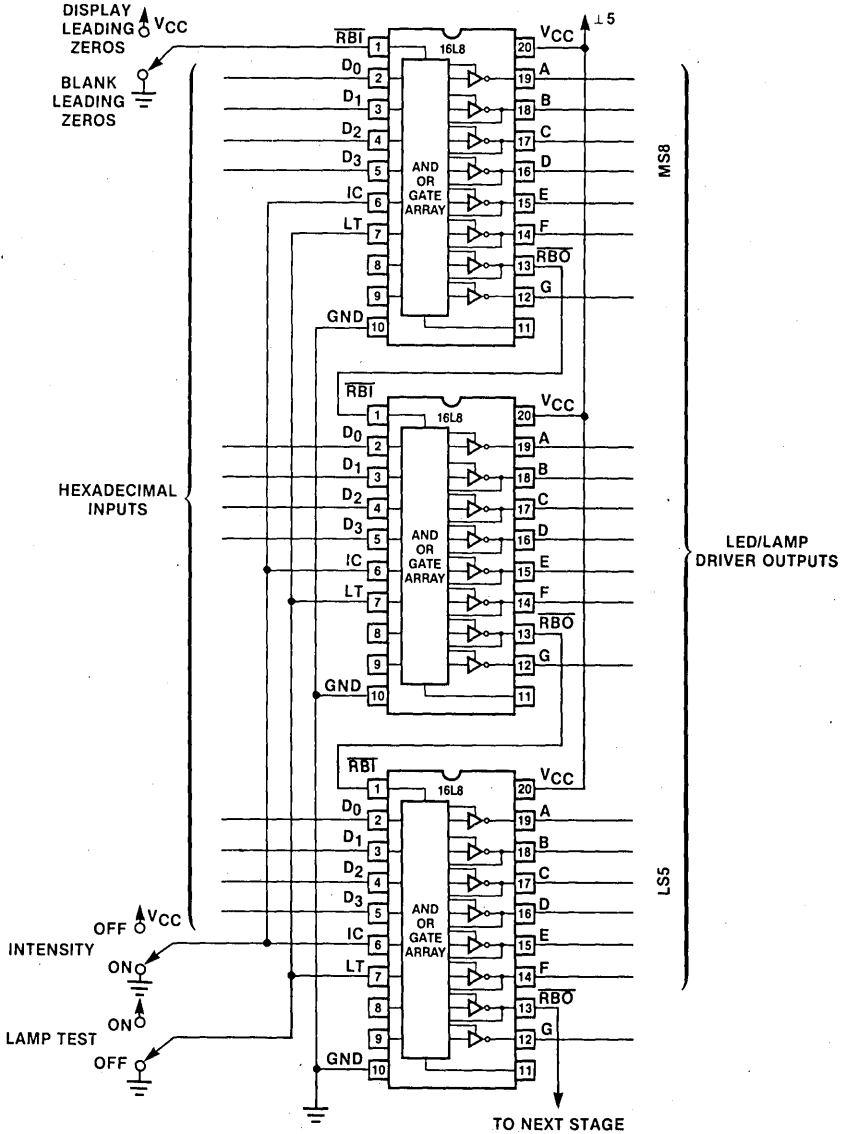 DISPLAY
LEADING
ZEROS
VCC
BLANK
LEADING
ZEROS
⊥5
RBI
16L8
VCC
1
20
D0
2
19
A
D1
3
18
B
D2
4
17
C
D3
5
16
D
AND
OR
GATE
ARRAY
IC
6
15
E
LT
7
14
F
8
13
RBO
9
12
G
GND
10
11
MS8
RBI
16L8
VCC
1
20
D0
2
19
A
D1
3
18
B
D2
4
17
C
D3
5
16
D
AND
OR
GATE
ARRAY
IC
6
15
E
LT
7
14
F
8
13
RBO
9
12
G
GND
10
11
HEXADECIMAL
INPUTS
LED/LAMP
DRIVER OUTPUTS
RBI
16L8
VCC
1
20
D0
2
19
A
D1
3
18
B
D2
4
17
C
D3
5
16
D
AND
OR
GATE
ARRAY
IC
6
15
E
LT
7
14
F
8
13
RBO
9
12
G
GND
10
11
LS5
OFF
VCC
INTENSITY
ON
ON
LAMP TEST
OFF
TO NEXT STAGE